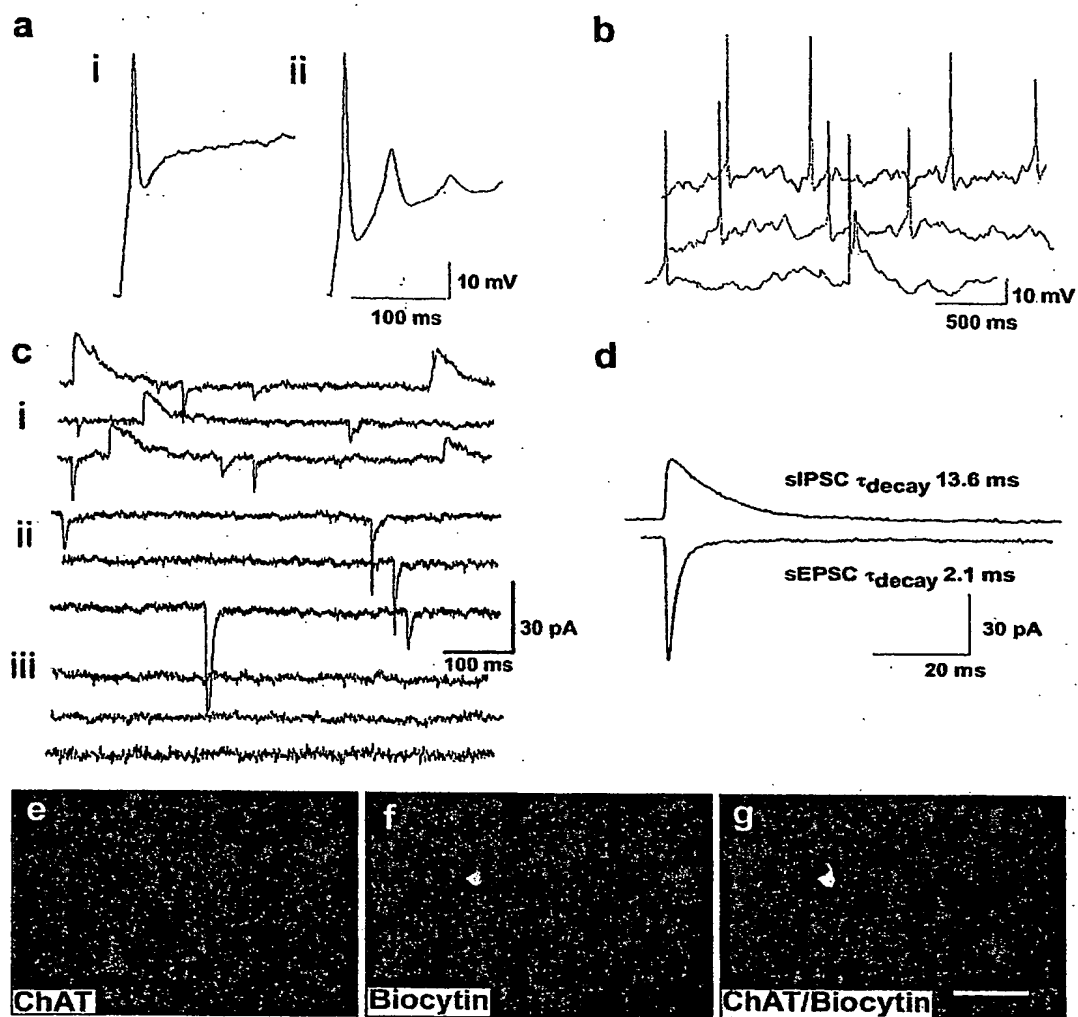 a
i
ii
10 mV
100 ms
b
10 mV
500 ms
c
i
ii
iii
30 pA
100 ms
d
sIPSC τdecay 13.6 ms
sEPSC τdecay 2.1 ms
30 pA
20 ms
e
ChAT
f
Biocytin
g
ChAT/Biocytin